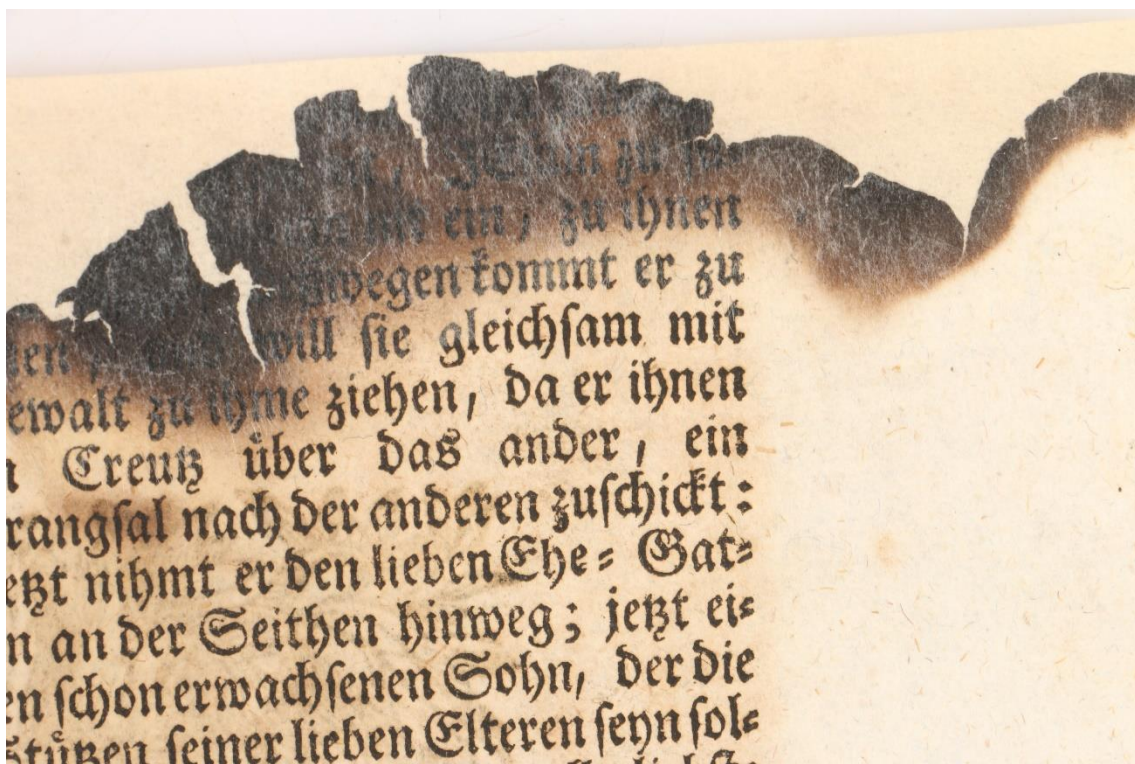 zu
mit ein, zu ihnen
wegen kommt er zu
will sie gleichſam mit
ewalt zu ihme ziehen, da er ihnen
Creutz über das ander, ein
rangſal nach der anderen zuſchickt:
etzt nihmt er den lieben Ehe⸗ Gat⸗
n an der Seithen hinweg; jetzt ei⸗
en ſchon erwachſenen Sohn, der die
Stützen ſeiner lieben Elteren ſeyn ſol⸗